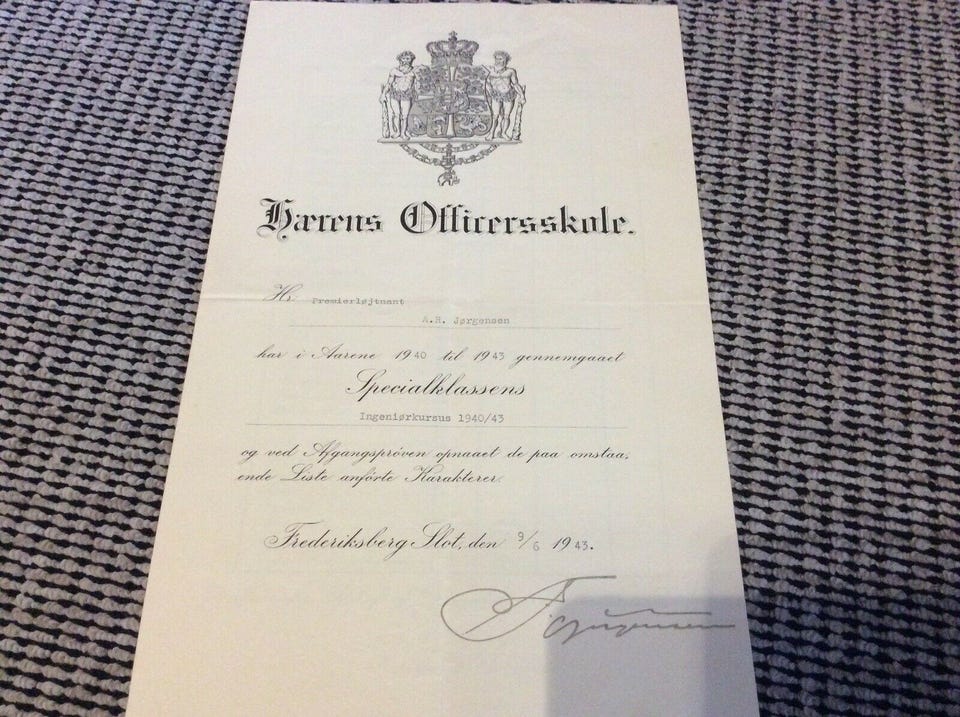 Hærens Officersskole.
Hr. Premierløjtnant
A.H. Jørgensen
har i Aarene 1940 til 1943 gennemgaaet
Specialklassens
Ingeniørkursus 1940/43
og ved Afgangsprøven opnaaet de paa omstaa,
ende Liste anførte Karakterer.
Frederiksberg Slot, den 9/6 1943.